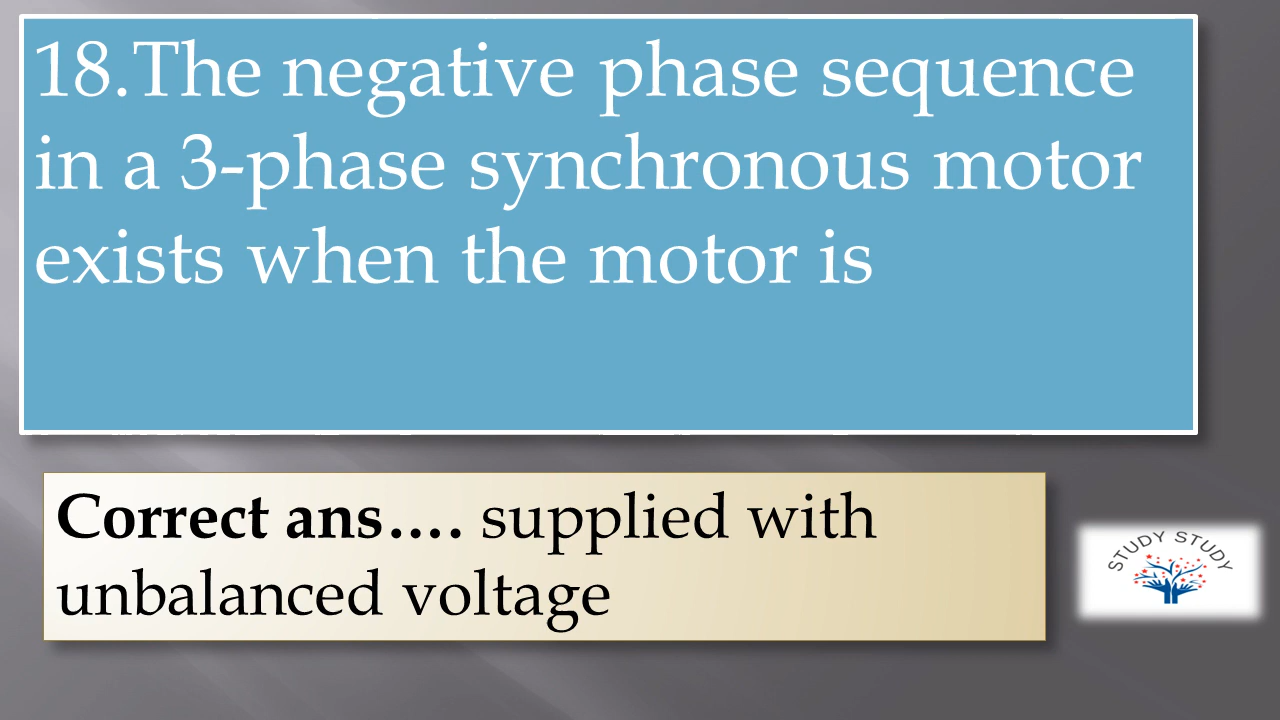 18.The negative phase sequence
in a 3-phase synchronous motor
exists when the motor is
Correct ans…. supplied with
unbalanced voltage
STUDY STUDY